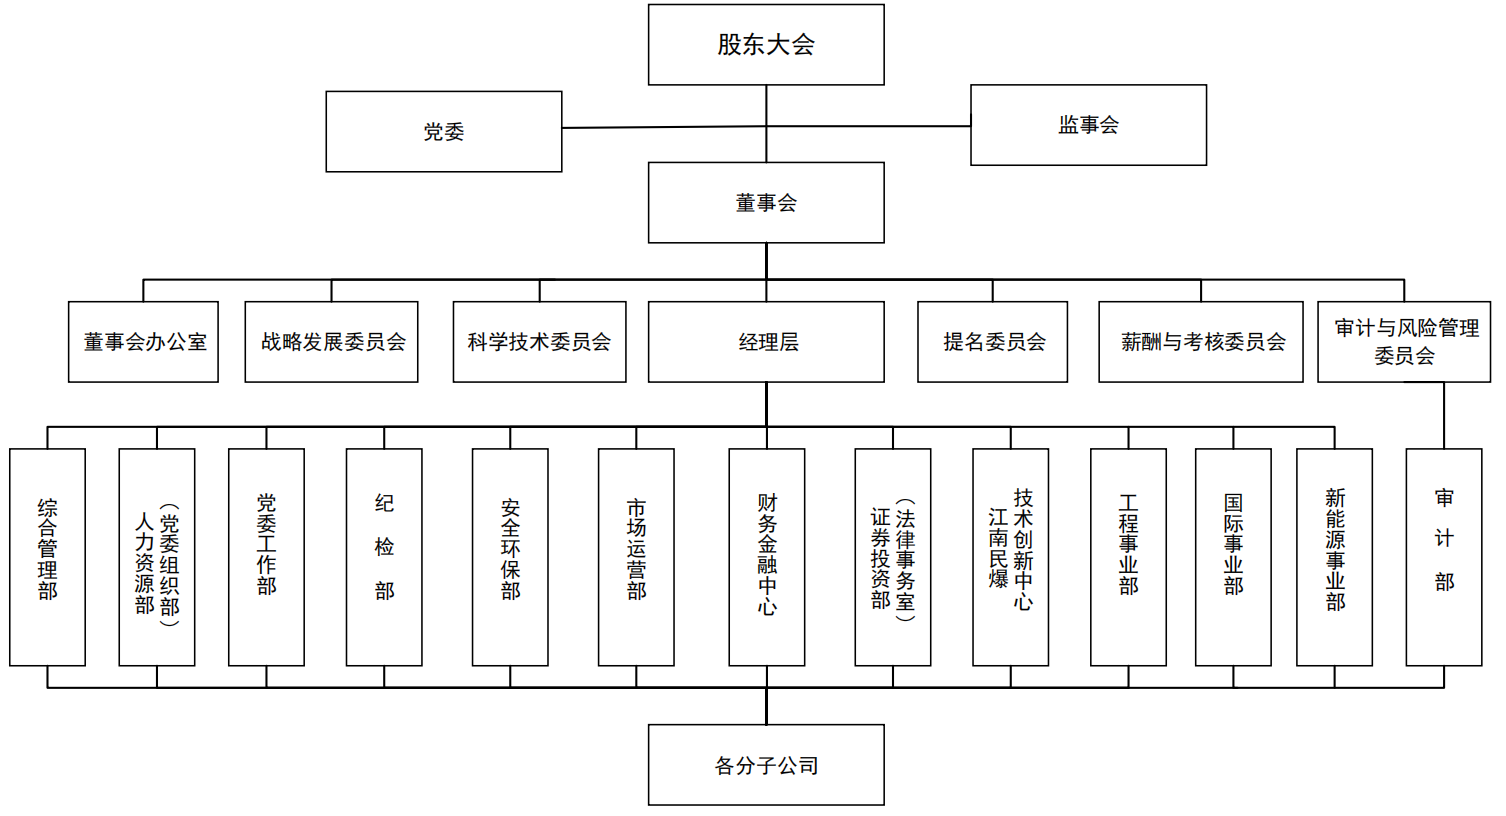 股东大会
党委
监事会
董事会
董事会办公室
战略发展委员会
科学技术委员会
经理层
提名委员会
薪酬与考核委员会
审计与风险管理
委员会
综合管理部
人力资源部
（党委组织部）
党委工作部
纪检部
安全环保部
市场运营部
财务金融中心
证券投资部
（法律事务室）
江南民爆
技术创新中心
工程事业部
国际事业部
新能源事业部
审计部
各分子公司